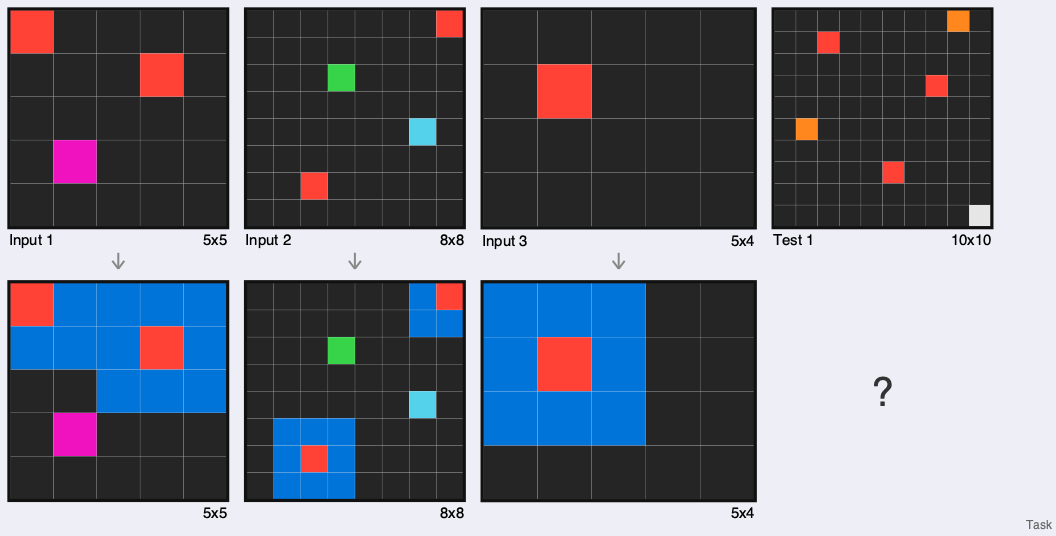 Input 1 5x5
Input 2 8x8
Input 3 5x4
Test 1 10x10
?
5x5
8x8
5x4
Task